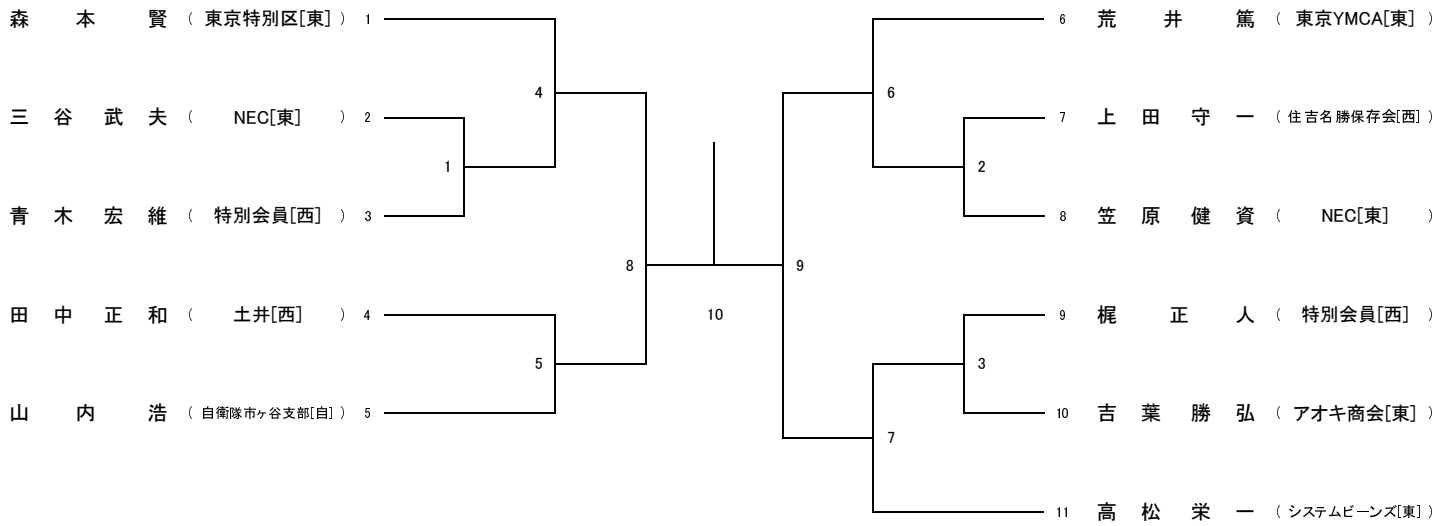 森本賢 （ 東京特別区[東] ） 1
三谷武夫 （ NEC[東] ） 2
青木宏維 （ 特別会員[西] ） 3
田中正和 （ 土井[西] ） 4
山内浩 （ 自衛隊市ヶ谷支部[自] ） 5
4
1
8
5
10
6 荒井篤 （ 東京YMCA[東] ）
7 上田守一 （ 住吉名勝保存会[西] ）
8 笠原健資 （ NEC[東] ）
9 梶正人 （ 特別会員[西] ）
10 吉葉勝弘 （ アオキ商会[東] ）
11 高松栄一 （ システムビーンズ[東] ）
6
2
9
3
7